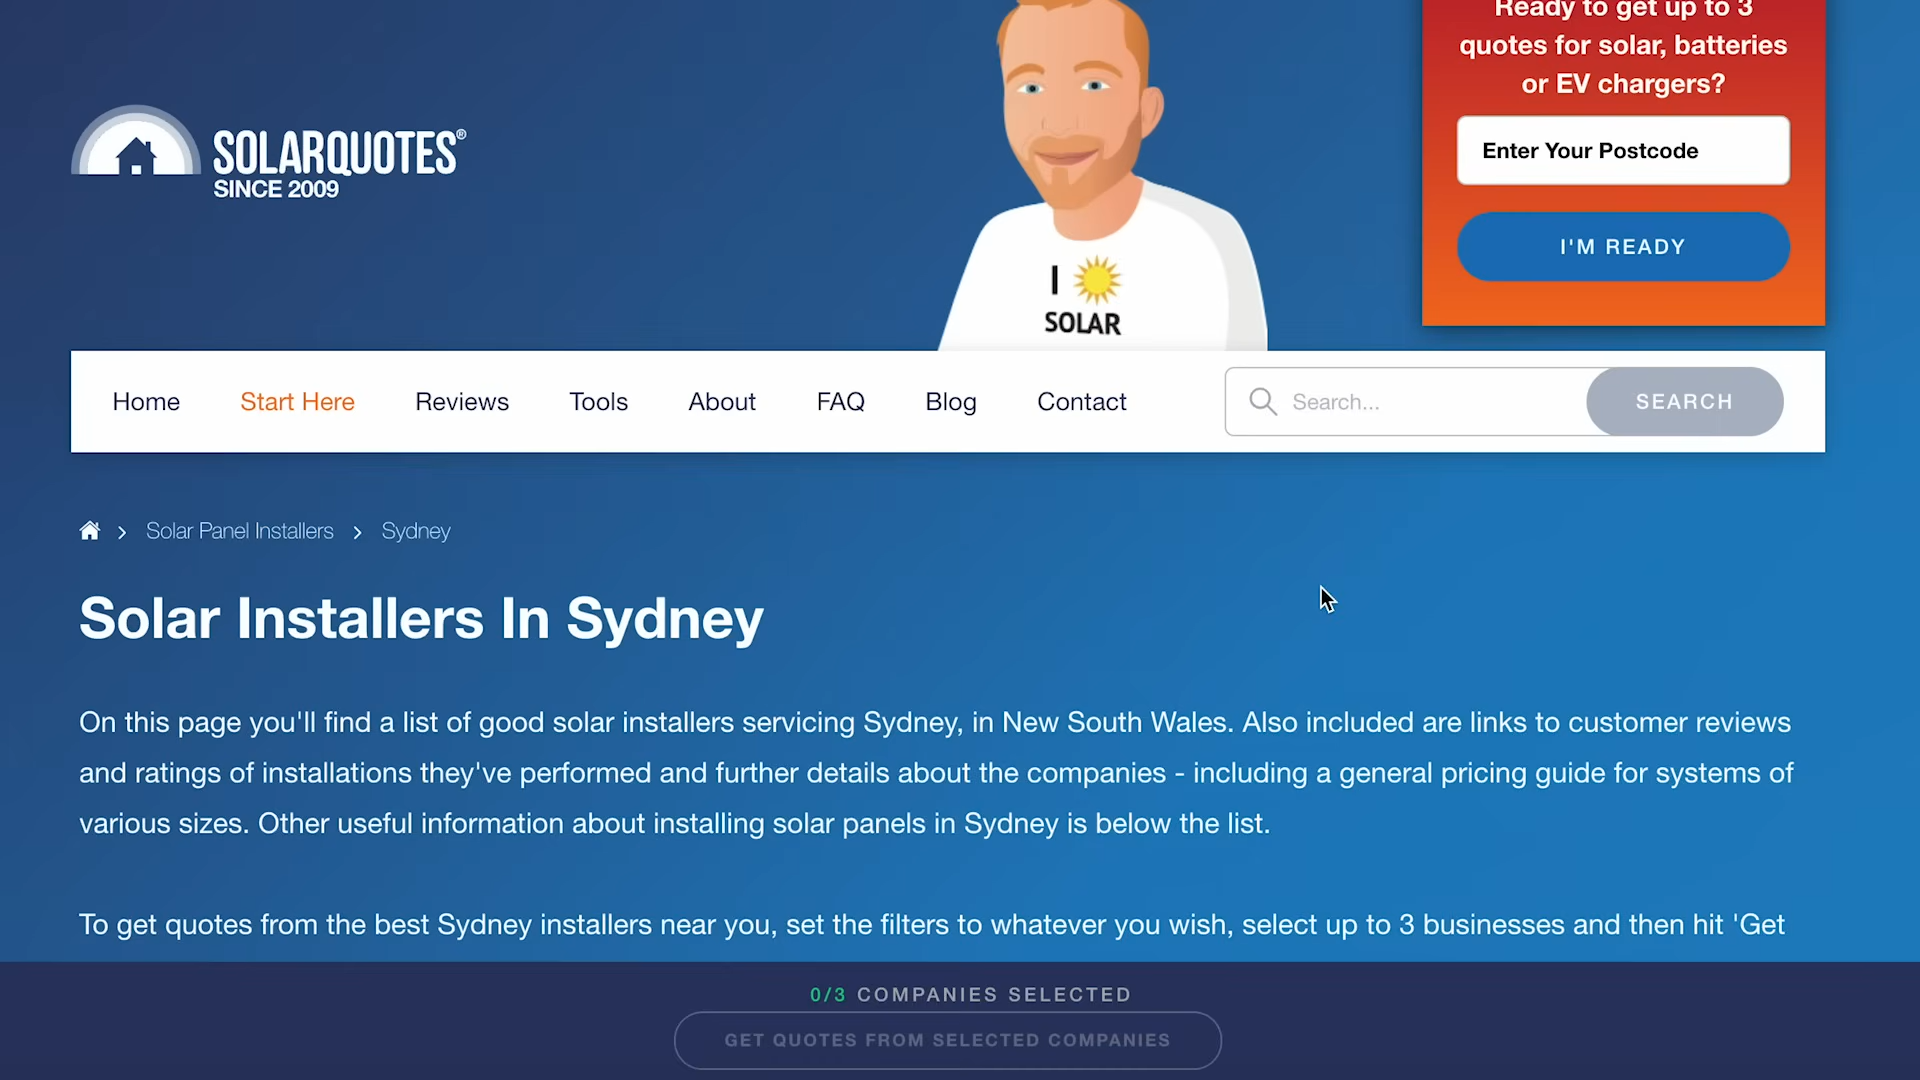 Ready to get up to 3
quotes for solar, batteries
or EV chargers?
SOLARQUOTES®
SINCE 2009
Enter Your Postcode
I'M READY
I
SOLAR
Home Start Here Reviews Tools About FAQ Blog Contact Search... SEARCH
Solar Panel Installers > Sydney
Solar Installers In Sydney
On this page you'll find a list of good solar installers servicing Sydney, in New South Wales. Also included are links to customer reviews
and ratings of installations they've performed and further details about the companies - including a general pricing guide for systems of
various sizes. Other useful information about installing solar panels in Sydney is below the list.
To get quotes from the best Sydney installers near you, set the filters to whatever you wish, select up to 3 businesses and then hit 'Get
0/3 COMPANIES SELECTED
GET QUOTES FROM SELECTED COMPANIES